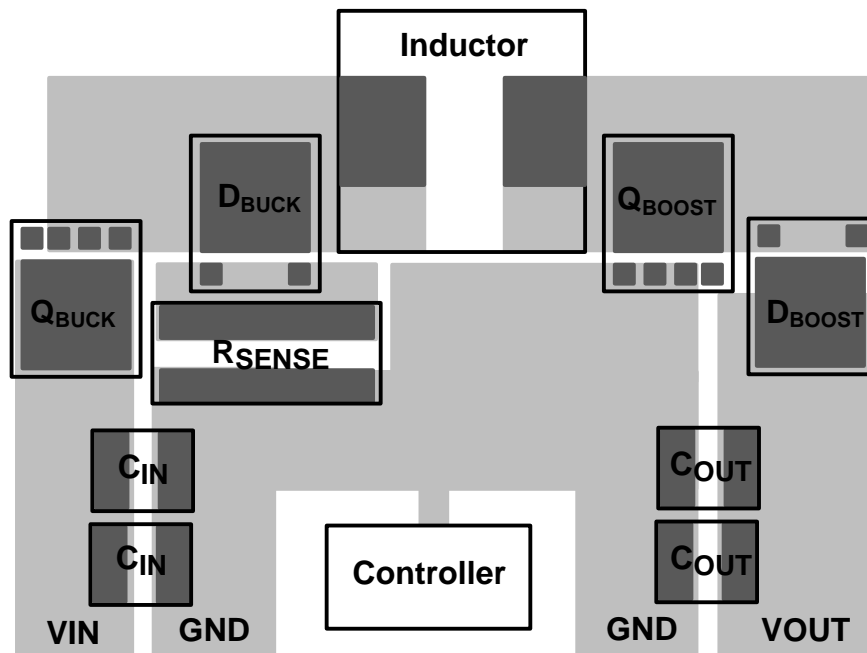 Inductor
DBUCK
QBOOST
QBUCK
DBOOST
RSENSE
CIN
COUT
CIN
COUT
Controller
VIN
GND
GND
VOUT